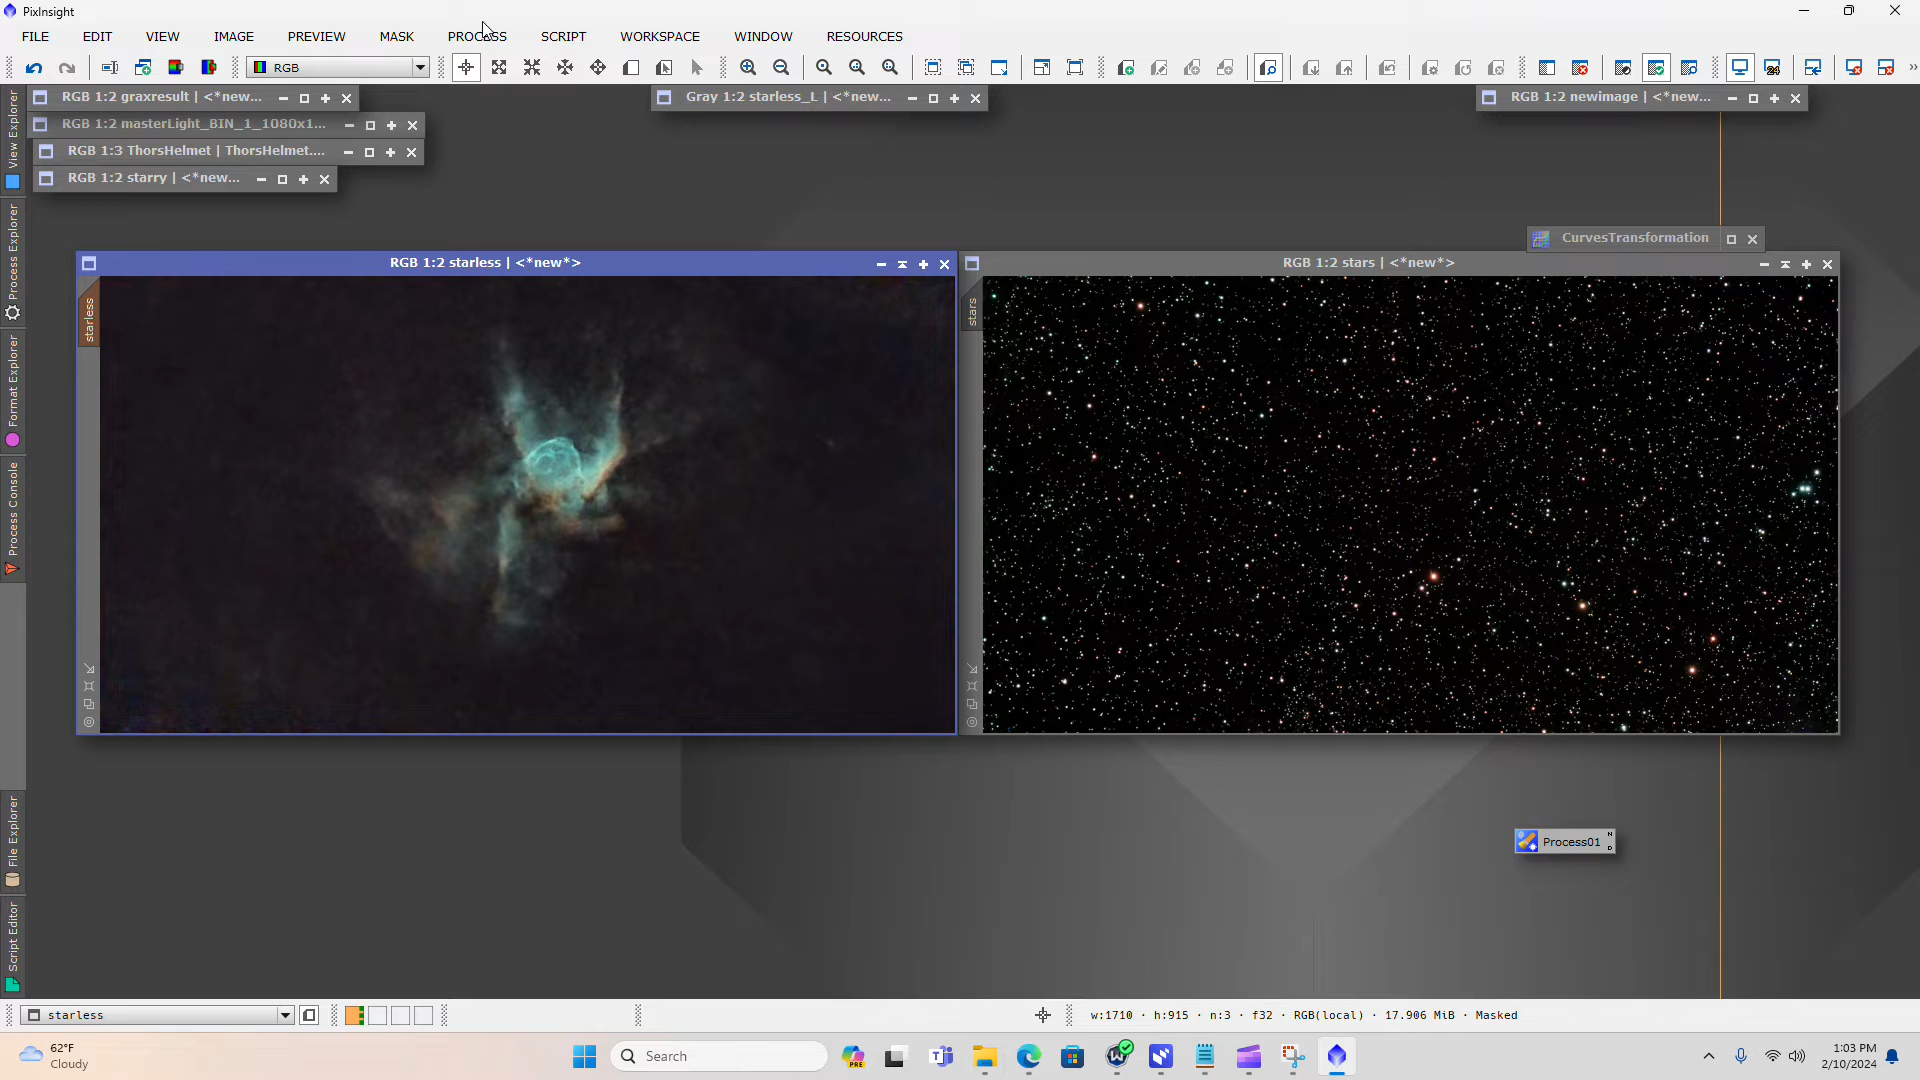 PixInsight
FILE EDIT VIEW IMAGE PREVIEW MASK PROCESS SCRIPT WORKSPACE WINDOW RESOURCES
RGB
24
RGB 1:2 graxresult | <*new...
Gray 1:2 starless_L | <*new...
RGB 1:2 newimage | <*new...
RGB 1:2 masterLight_BIN_1_1080x1...
RGB 1:3 ThorsHelmet | ThorsHelmet....
RGB 1:2 starry | <*new...
CurvesTransformation
RGB 1:2 starless | <*new*>
RGB 1:2 stars | <*new*>
starless
stars
View Explorer
Process Explorer
Format Explorer
Process Console
File Explorer
Script Editor
Process01
N
D
starless
w:1710 · h:915 · n:3 · f32 · RGB(local) · 17.906 MiB · Masked
62°F
Cloudy
Search
PRE
1:03 PM
2/10/2024